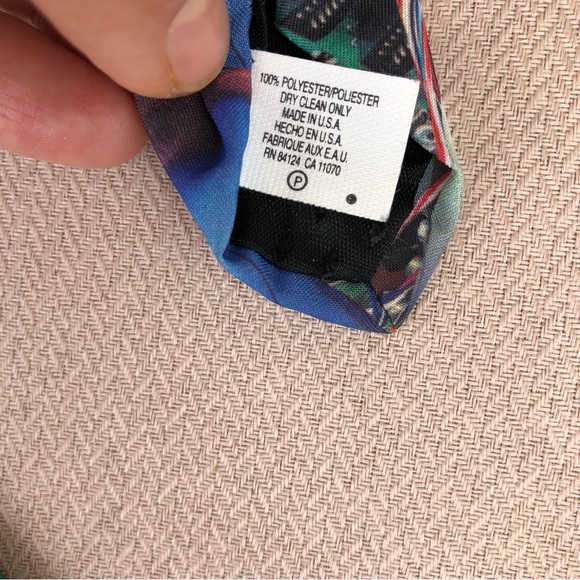 100% POLYESTER/POLIESTER
DRY CLEAN ONLY
MADE IN U.S.A.
HECHO EN U.S.A.
FABRIQUE AUX E.A.U.
RN 84124 CA 11070
P